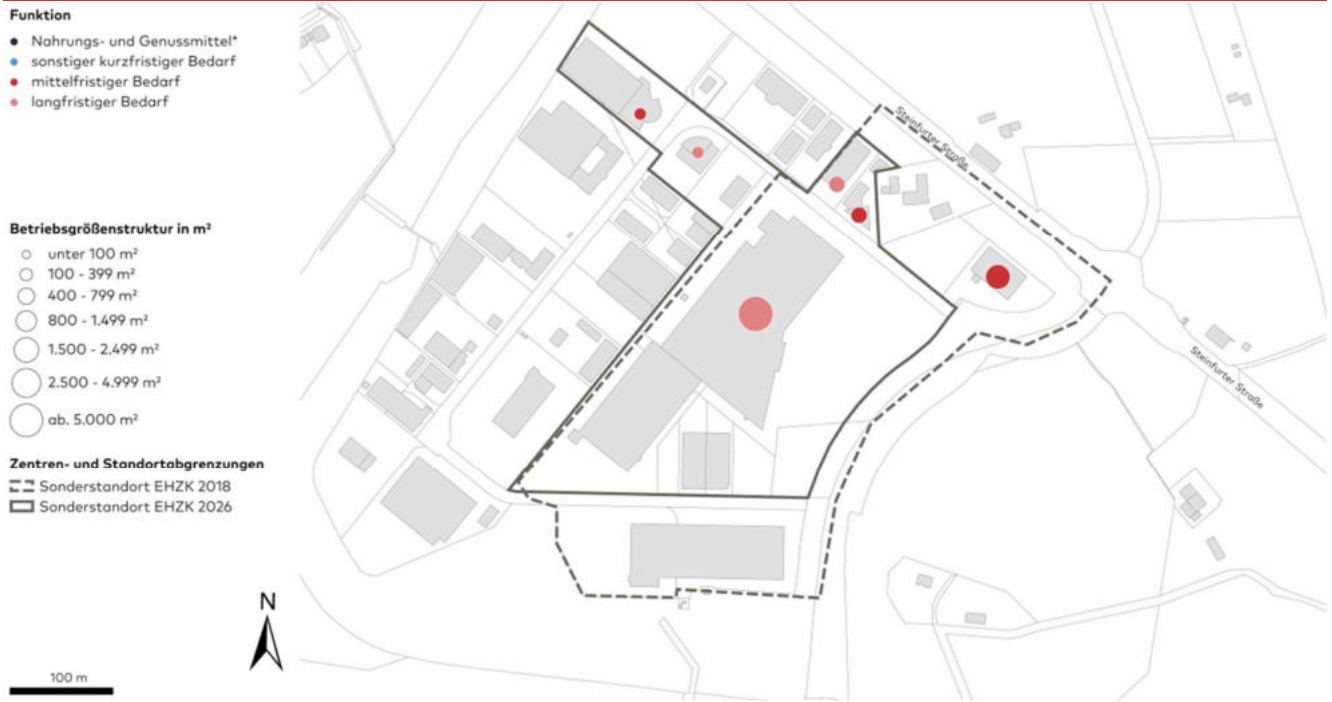 Funktion
Nahrungs- und Genussmittel*
sonstiger kurzfristiger Bedarf
mittelfristiger Bedarf
langfristiger Bedarf
Betriebsgrößenstruktur in m²
unter 100 m²
100 - 399 m²
400 - 799 m²
800 - 1.499 m²
1.500 - 2.499 m²
2.500 - 4.999 m²
ab. 5.000 m²
Zentren- und Standortabgrenzungen
Sonderstandort EHZK 2018
Sonderstandort EHZK 2026
N
100 m
Steinfurter Straße
Steinfurter Straße